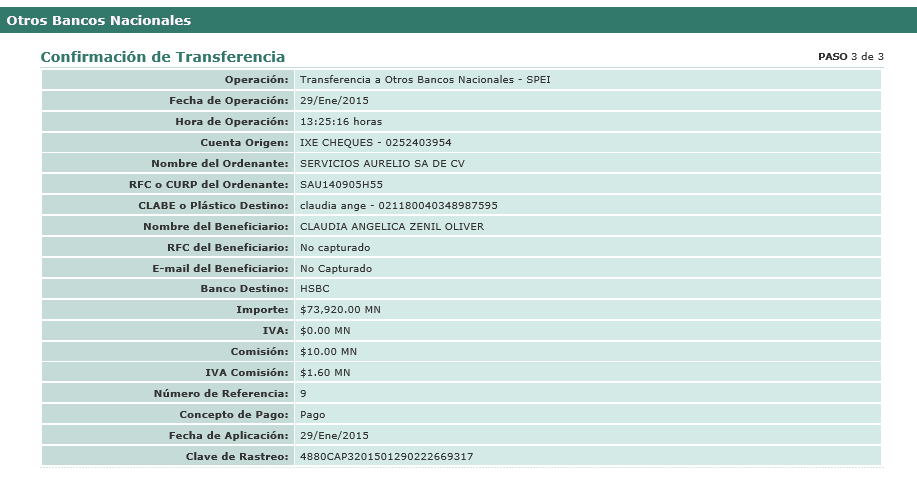 Otros Bancos Nacionales
Confirmación de Transferencia PASO 3 de 3
Operación: Transferencia a Otros Bancos Nacionales - SPEI
Fecha de Operación: 29/Ene/2015
Hora de Operación: 13:25:16 horas
Cuenta Origen: IXE CHEQUES - 0252403954
Nombre del Ordenante: SERVICIOS AURELIO SA DE CV
RFC o CURP del Ordenante: SAU140905H55
CLABE o Plástico Destino: claudia ange - 021180040348987595
Nombre del Beneficiario: CLAUDIA ANGELICA ZENIL OLIVER
RFC del Beneficiario: No capturado
E-mail del Beneficiario: No Capturado
Banco Destino: HSBC
Importe: $73,920.00 MN
IVA: $0.00 MN
Comisión: $10.00 MN
IVA Comisión: $1.60 MN
Número de Referencia: 9
Concepto de Pago: Pago
Fecha de Aplicación: 29/Ene/2015
Clave de Rastreo: 4880CAP3201501290222669317